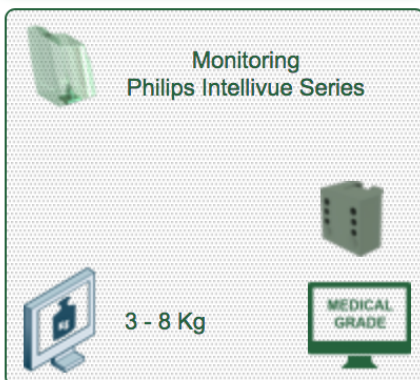 Monitoring
Philips Intellivue Series
3 - 8 Kg
MEDICAL
GRADE